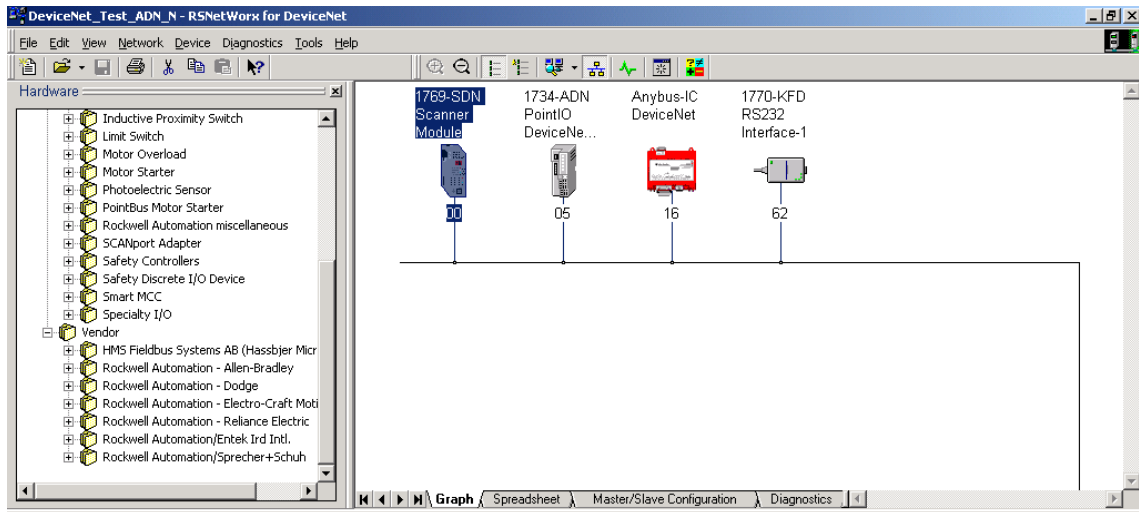 DeviceNet_Test_ADN_N - RSNetWorx for DeviceNet
File Edit View Network Device Diagnostics Tools Help
Hardware
Inductive Proximity Switch
Limit Switch
Motor Overload
Motor Starter
Photoelectric Sensor
PointBus Motor Starter
Rockwell Automation miscellaneous
SCANport Adapter
Safety Controllers
Safety Discrete I/O Device
Smart MCC
Specialty I/O
Vendor
HMS Fieldbus Systems AB (Hassbjer Micr
Rockwell Automation - Allen-Bradley
Rockwell Automation - Dodge
Rockwell Automation - Electro-Craft Moti
Rockwell Automation - Reliance Electric
Rockwell Automation/Entek Ird Intl.
Rockwell Automation/Sprecher+Schuh
1769-SDN
Scanner
Module
00
1734-ADN
PointIO
DeviceNe...
05
Anybus-IC
DeviceNet
16
1770-KFD
RS232
Interface-1
62
Graph Spreadsheet Master/Slave Configuration Diagnostics